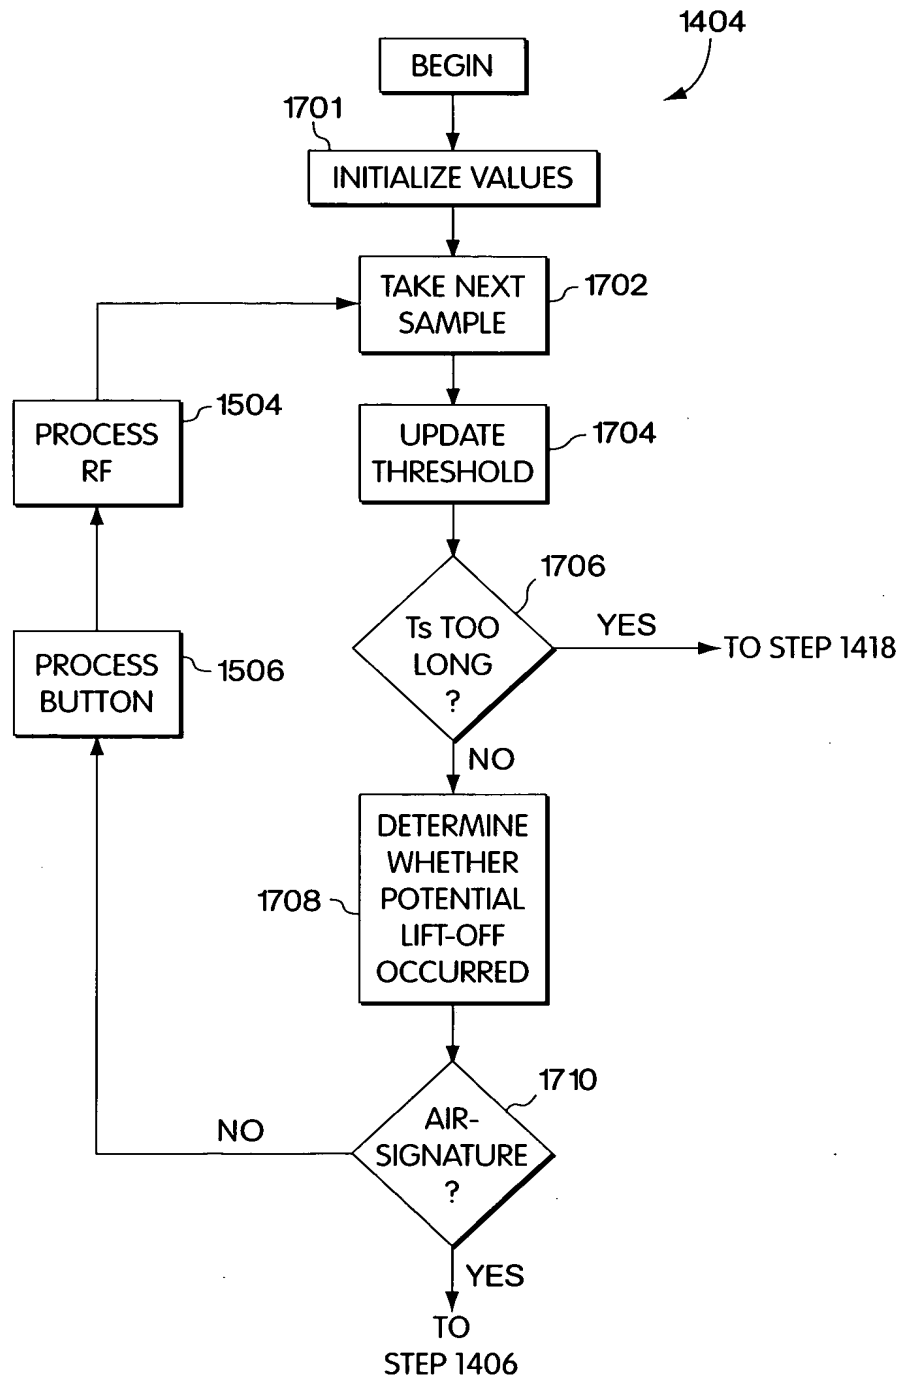 1404
BEGIN
1701
INITIALIZE VALUES
TAKE NEXT
SAMPLE
1702
PROCESS
RF
1504
UPDATE
THRESHOLD
1704
1706
Ts TOO
LONG
?
YES
TO STEP 1418
PROCESS
BUTTON
1506
NO
DETERMINE
WHETHER
POTENTIAL
LIFT-OFF
OCCURRED
1708
1710
AIR-
SIGNATURE
?
NO
YES
TO
STEP 1406